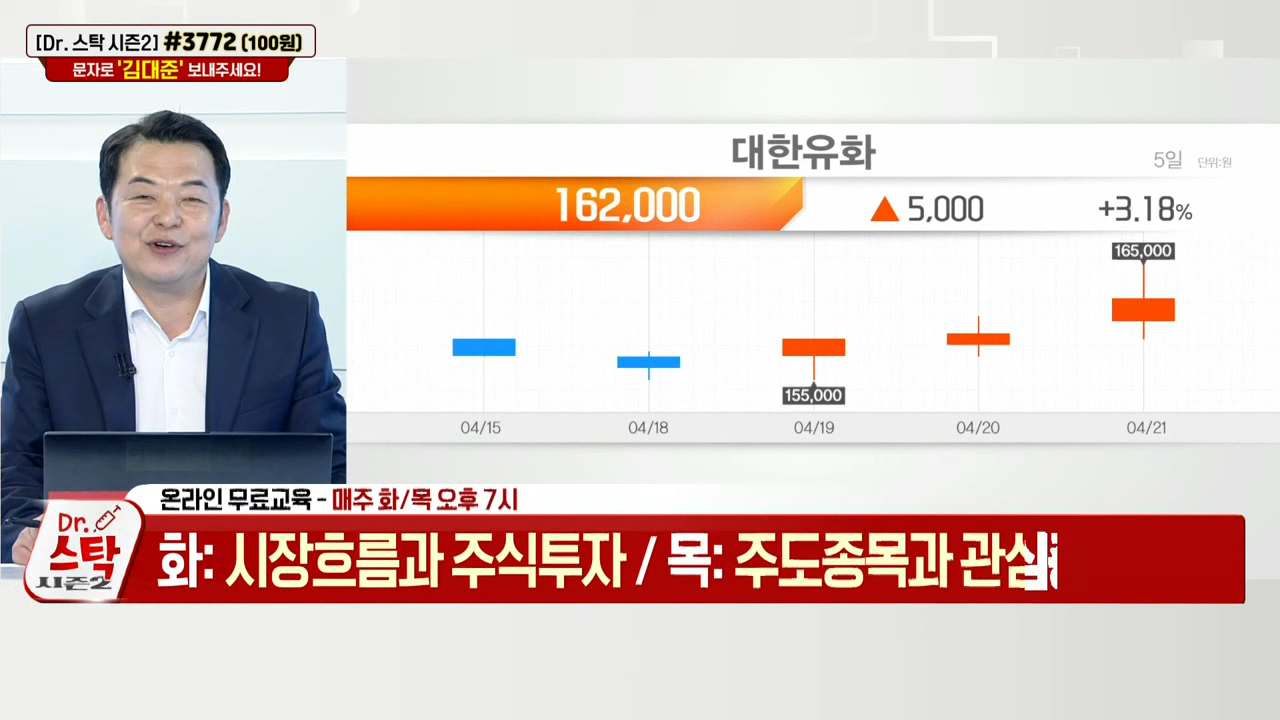 [Dr. 스탁 시즌2] #3772 (100원)
문자로 '김대준' 보내주세요!
대한유화
5일 단위:원
162,000 ▲ 5,000 +3.18%
165,000
155,000
04/15 04/18 04/19 04/20 04/21
온라인 무료교육 - 매주 화/목 오후 7시
Dr. 스탁 시즌2
화: 시장흐름과 주식투자 / 목: 주도종목과 관심